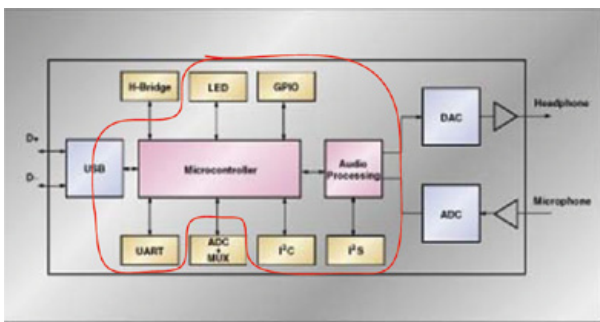 H-Bridge
LED
GPIO
DAC
Headphone
D+
USB
Microcontroller
Audio
Processing
D-
ADC
Microphone
UART
ADC
+
MUX
I²C
I²S